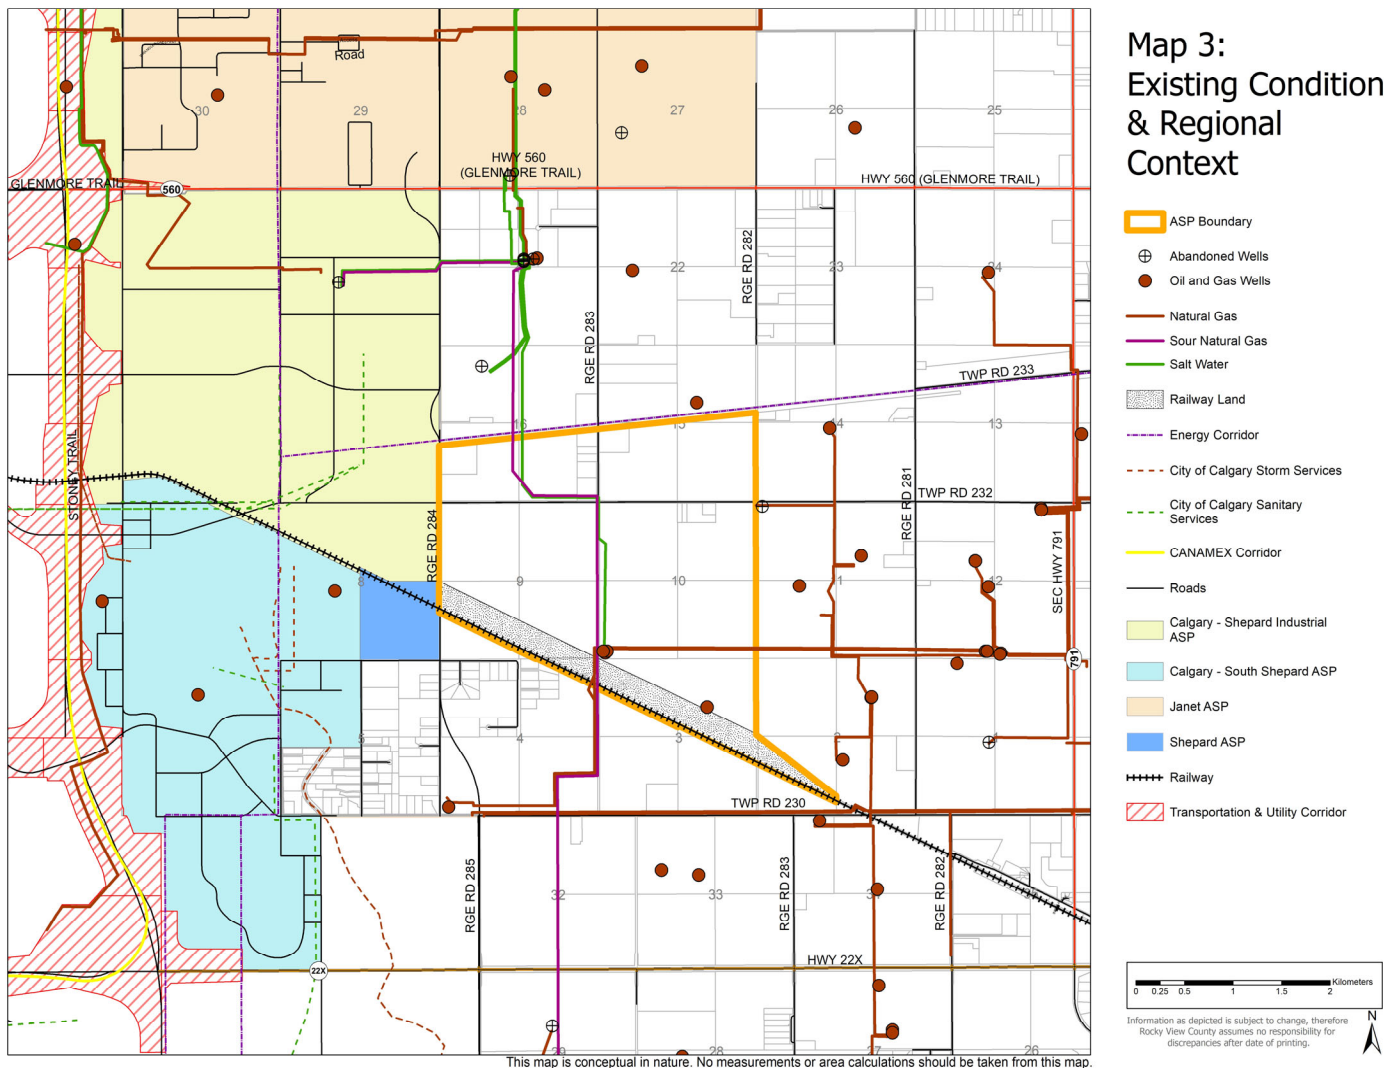 Map 3:
Existing Condition
& Regional
Context
Road
30
29
28
27
26
25
HWY 560
(GLENMORE TRAIL)
GLENMORE TRAIL
560
HWY 560 (GLENMORE TRAIL)
RGE RD 282
22
23
24
RGE RD 283
TWP RD 233
16
15
14
13
STONEY TRAIL
RGE RD 284
RGE RD 281
TWP RD 232
SEC HWY 791
8
9
10
11
12
791
5
4
3
2
1
TWP RD 230
RGE RD 285
RGE RD 283
RGE RD 282
32
33
34
HWY 22X
22X
29
28
27
26
ASP Boundary
Abandoned Wells
Oil and Gas Wells
Natural Gas
Sour Natural Gas
Salt Water
Railway Land
Energy Corridor
City of Calgary Storm Services
City of Calgary Sanitary
Services
CANAMEX Corridor
Roads
Calgary - Shepard Industrial
ASP
Calgary - South Shepard ASP
Janet ASP
Shepard ASP
Railway
Transportation & Utility Corridor
Kilometers
0 0.25 0.5 1 1.5 2
Information as depicted is subject to change, therefore
Rocky View County assumes no responsibility for
discrepancies after date of printing.
N
This map is conceptual in nature. No measurements or area calculations should be taken from this map.